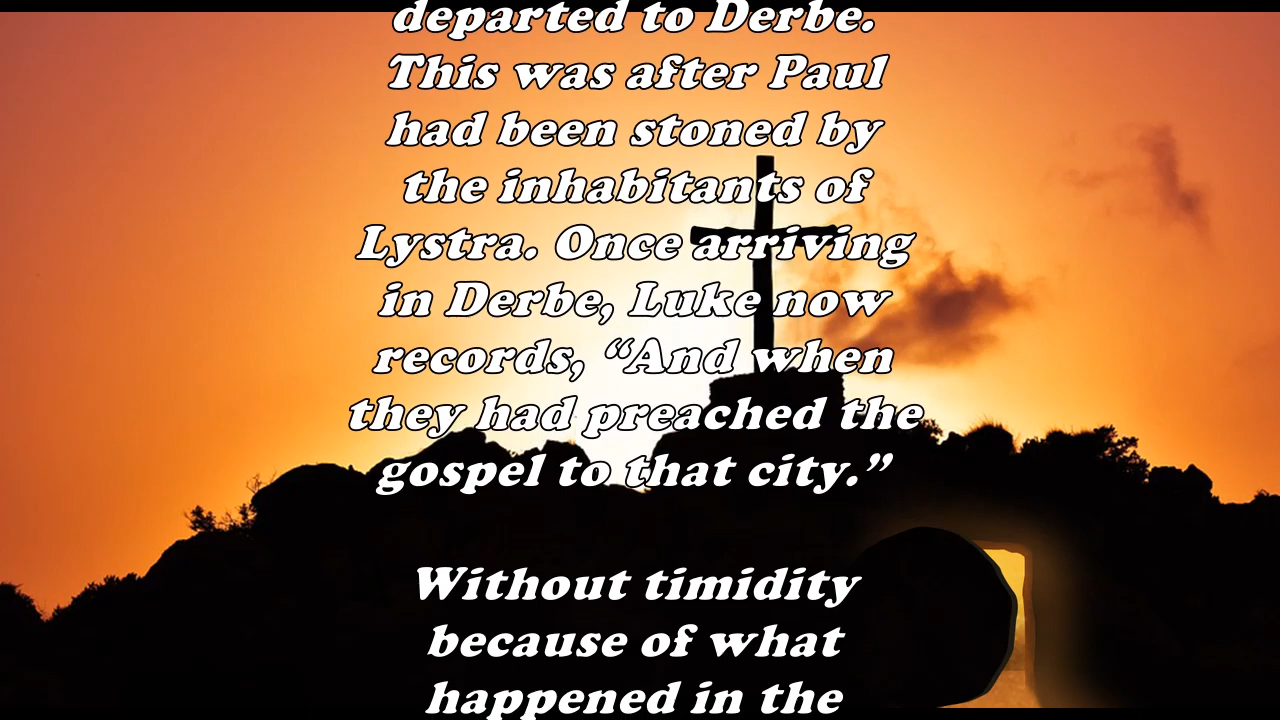 departed to Derbe.
This was after Paul
had been stoned by
the inhabitants of
Lystra. Once arriving
in Derbe, Luke now
records, “And when
they had preached the
gospel to that city.”
Without timidity
because of what
happened in the